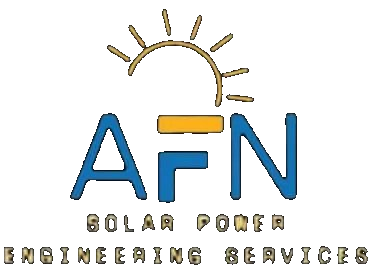 AFN
SOLAR POWER
ENGINEERING SERVICES